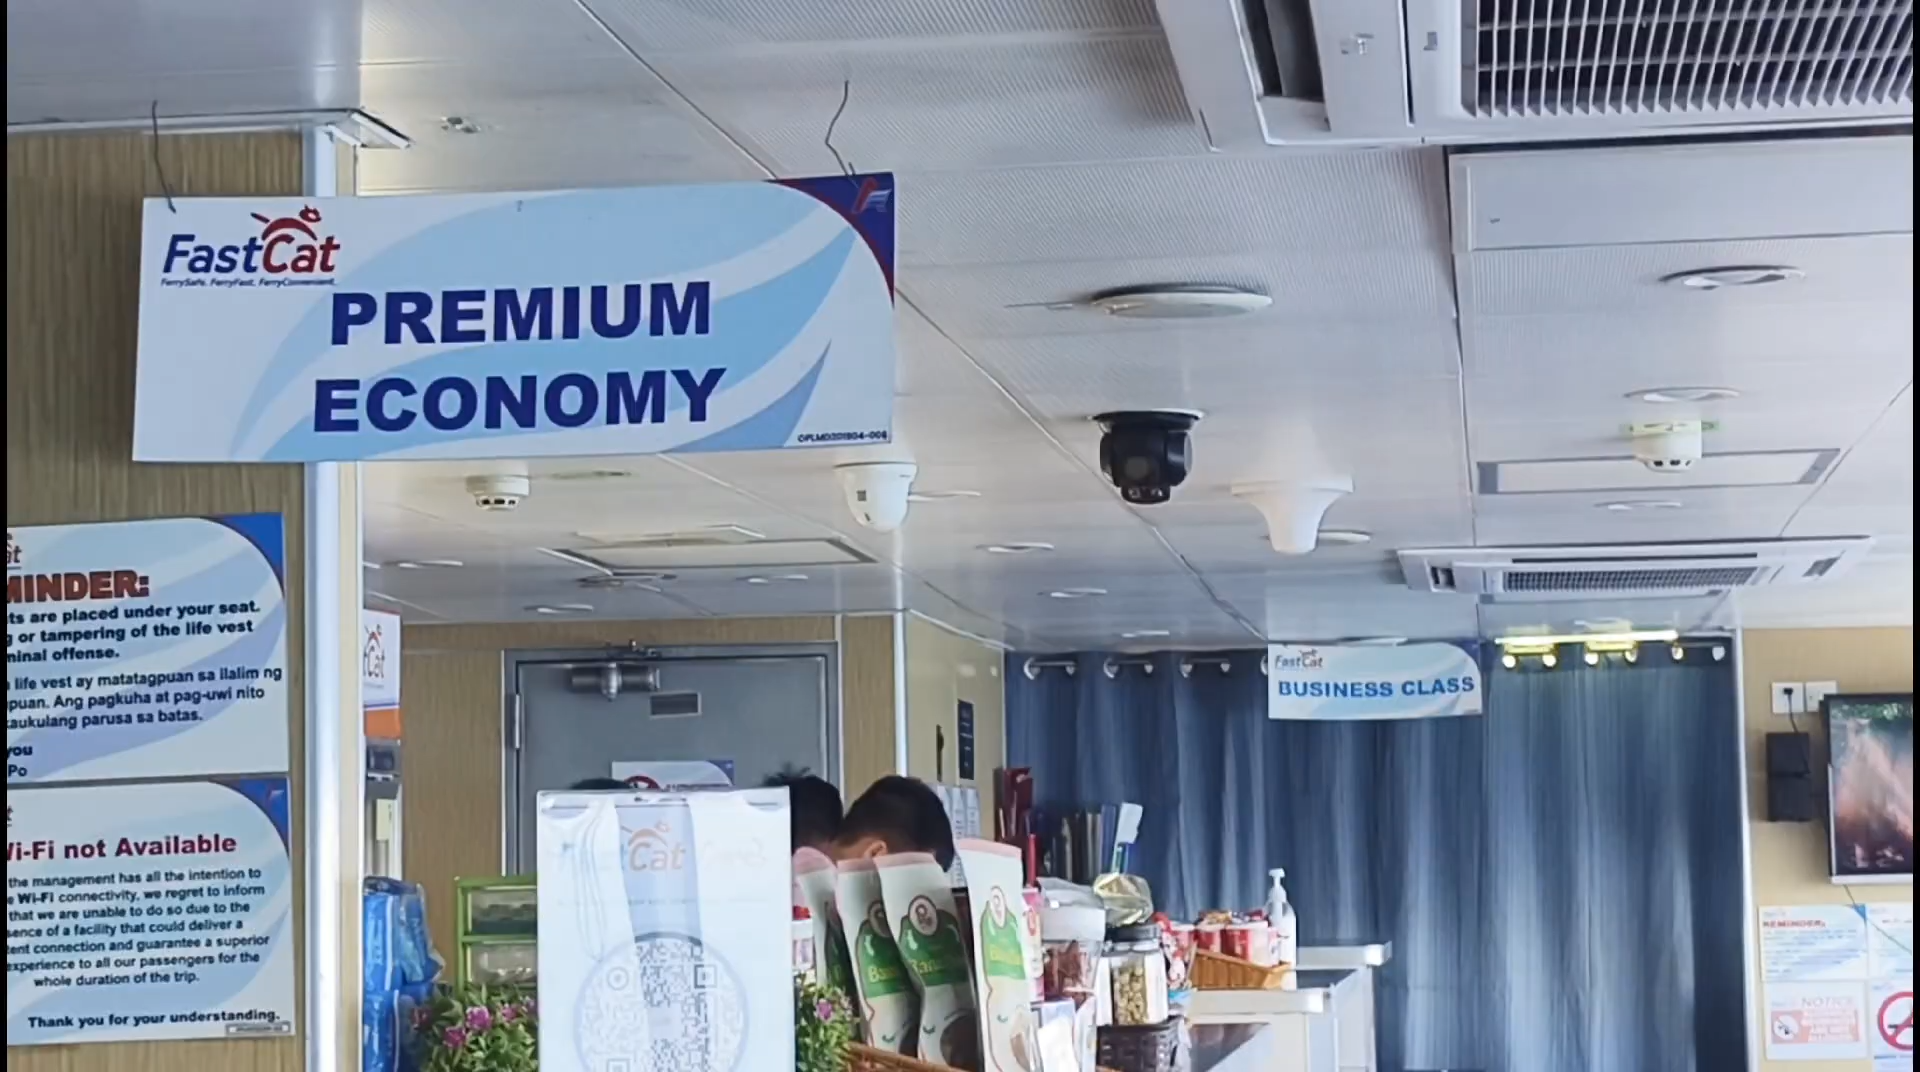 FastCat
FerrySafe. FerryFast. FerryConvenient.
PREMIUM
ECONOMY
MINDER:
ts are placed under your seat.
g or tampering of the life vest
minal offense.
life vest ay matatagpuan sa ilalim ng
puan. Ang pagkuha at pag-uwi nito
kaukulang parusa sa batas.
you
Po
Wi-Fi not Available
the management has all the intention to
e Wi-Fi connectivity, we regret to inform
that we are unable to do so due to the
sence of a facility that could deliver a
tent connection and guarantee a superior
experience to all our passengers for the
whole duration of the trip.
Thank you for your understanding.
Cat
FastCat
BUSINESS CLASS
REMINDER:
NOTICE